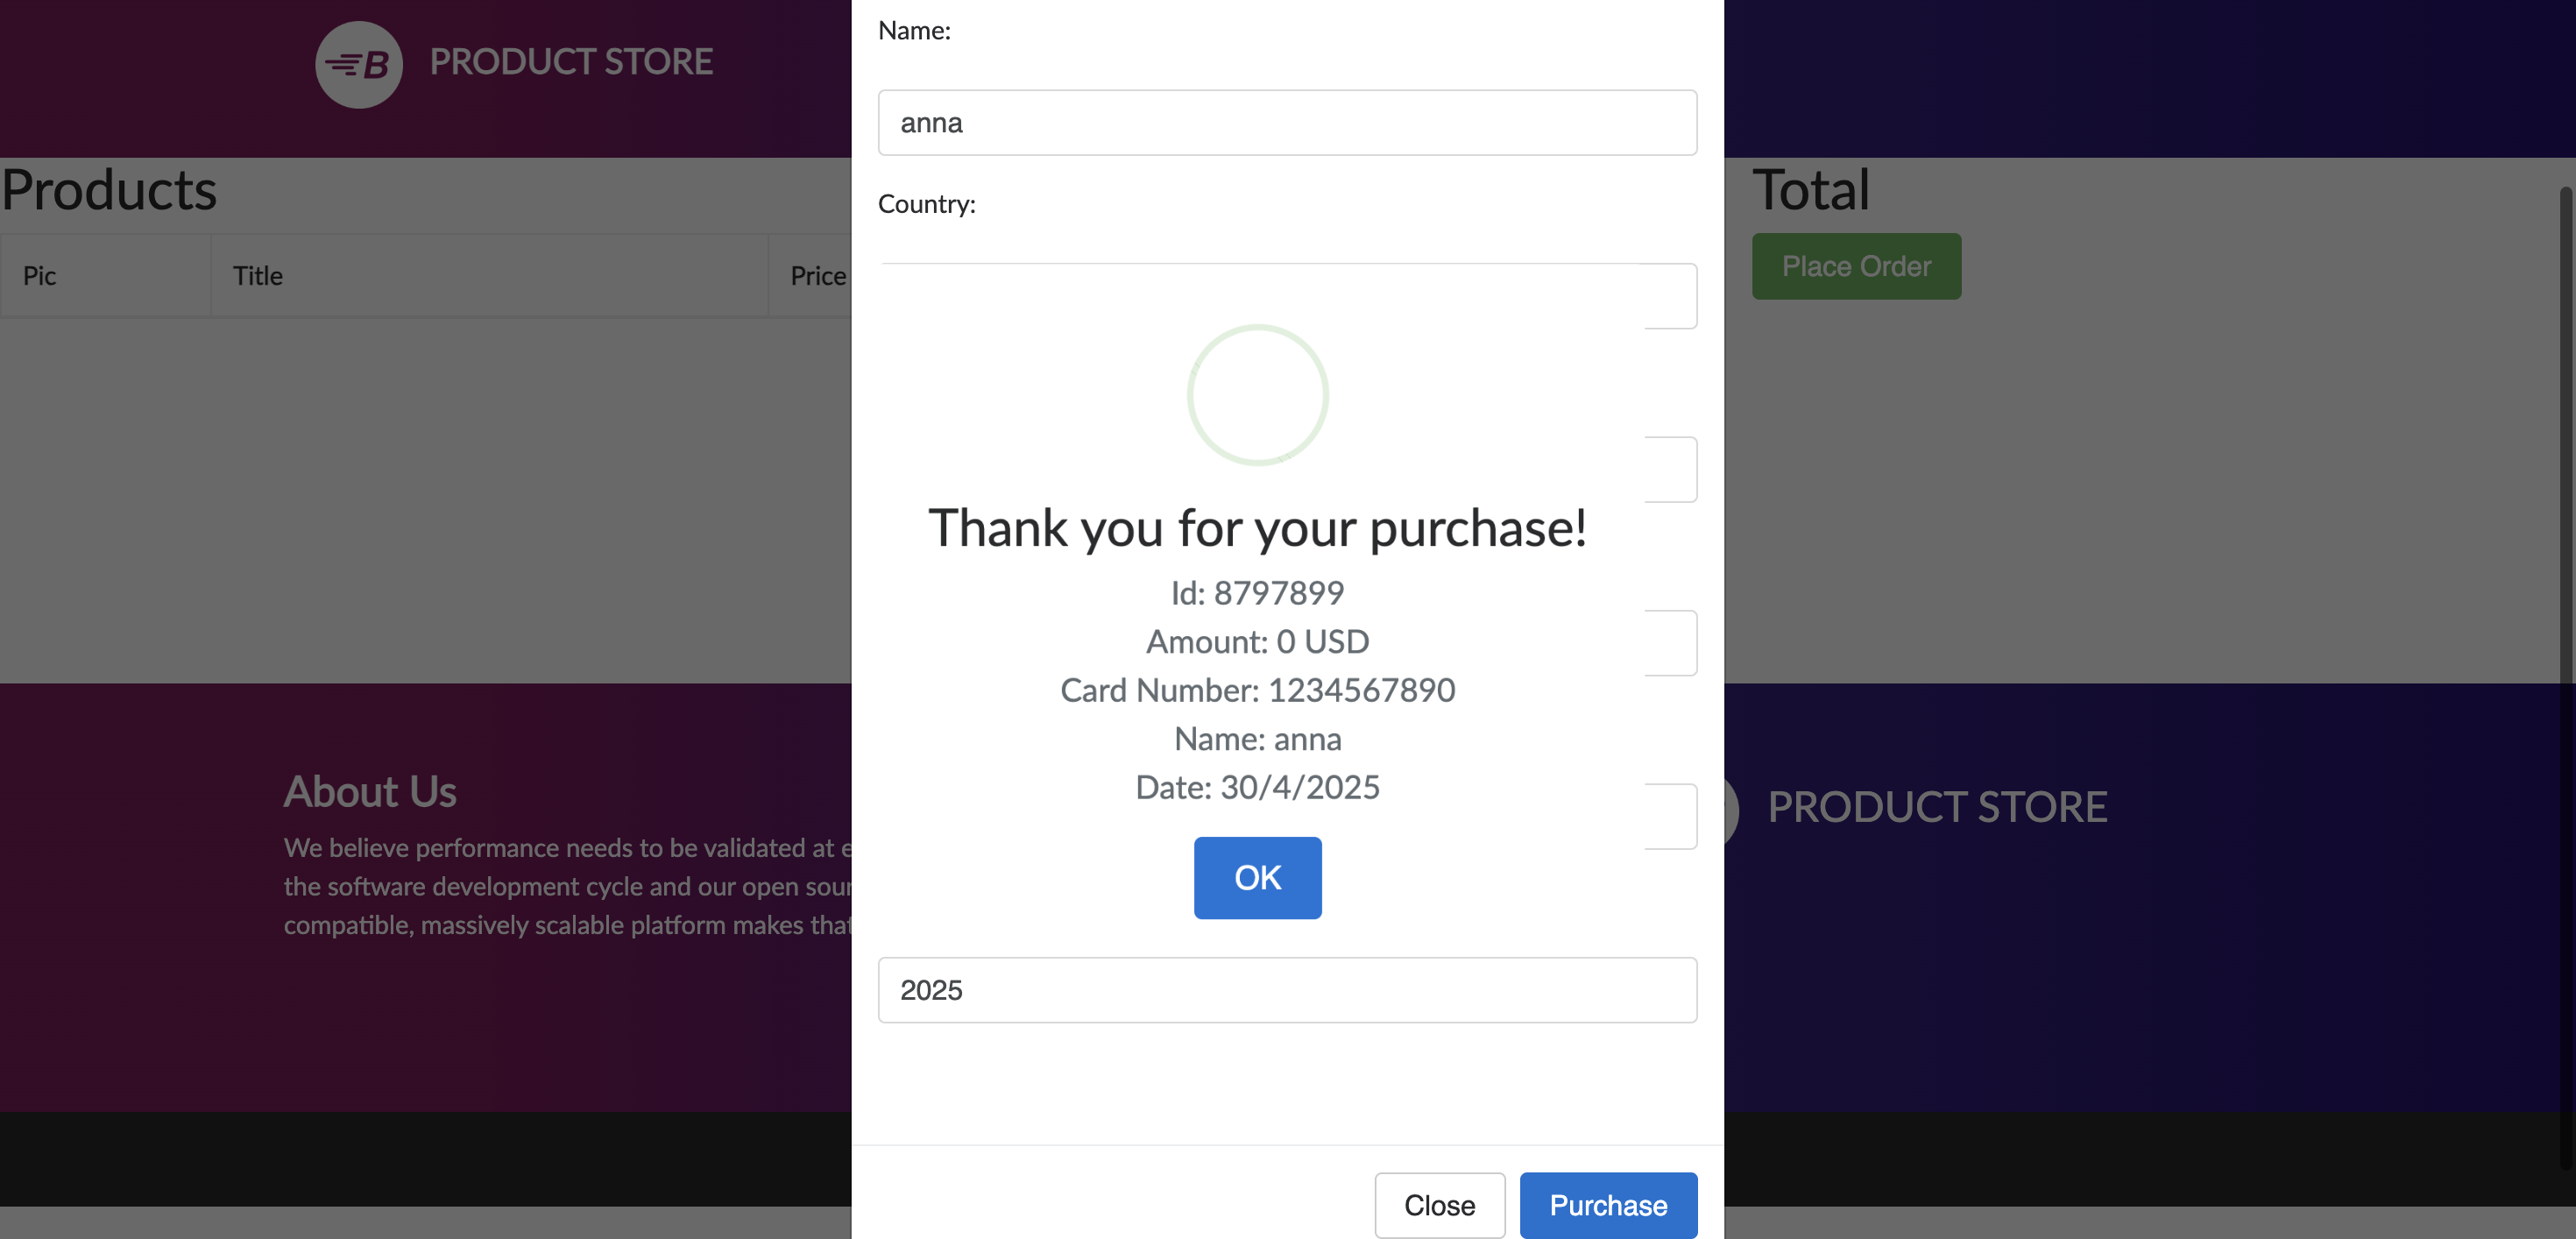 B PRODUCT STORE
Products
Pic Title Price
Name:
anna
Country:
Thank you for your purchase!
Id: 8797899
Amount: 0 USD
Card Number: 1234567890
Name: anna
Date: 30/4/2025
OK
2025
Close Purchase
Total
Place Order
About Us
We believe performance needs to be validated at
the software development cycle and our open
compatible, massively scalable platform makes that
PRODUCT STORE